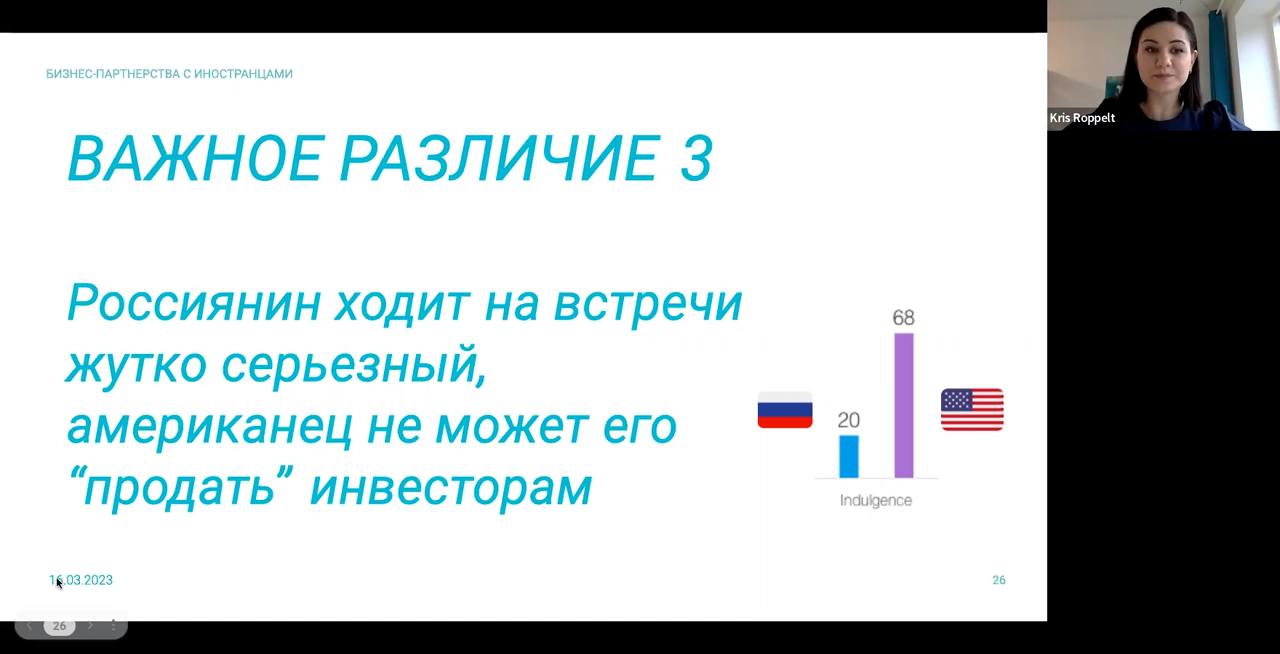 БИЗНЕС-ПАРТНЕРСТВА С ИНОСТРАНЦАМИ
Kris Roppelt
ВАЖНОЕ РАЗЛИЧИЕ 3
Россиянин ходит на встречи
жутко серьезный,
американец не может его
“продать” инвесторам
68
20
Indulgence
16.03.2023
26
26